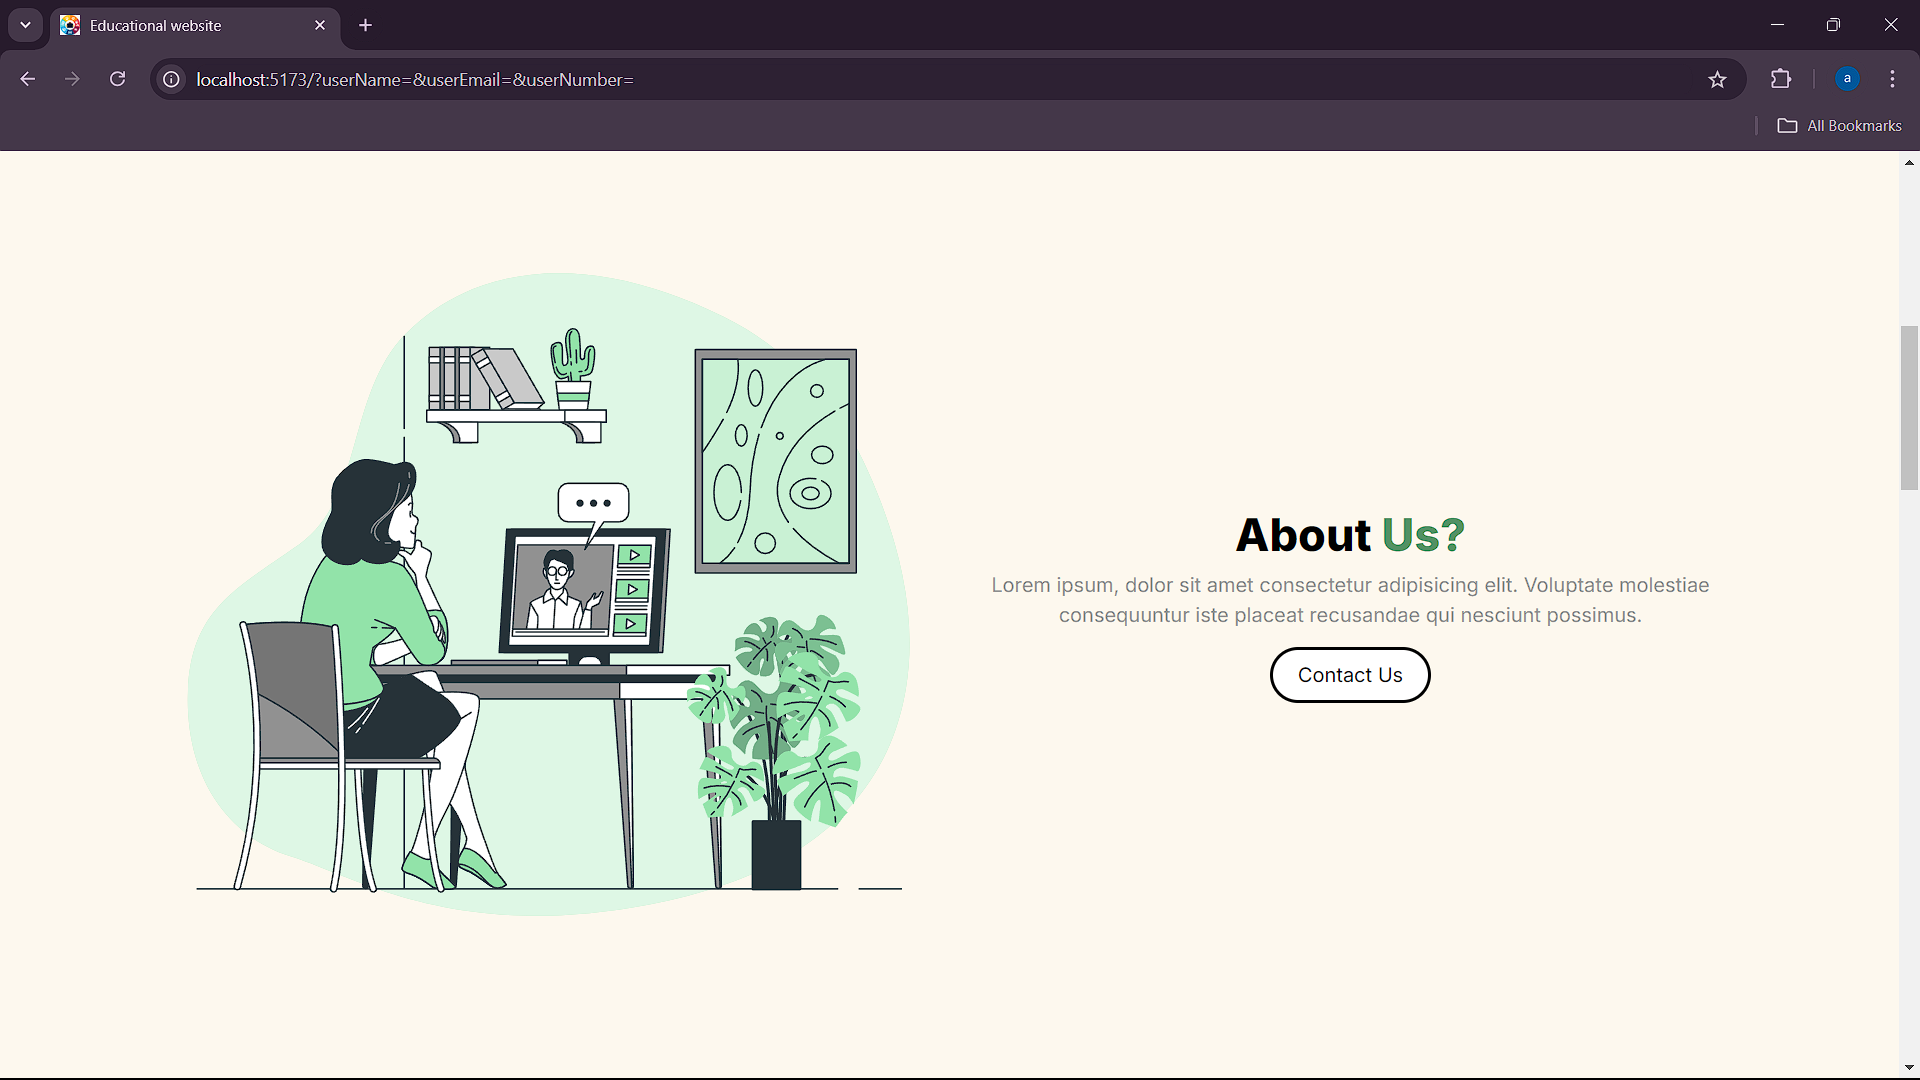 Educational website
localhost:5173/?userName=&userEmail=&userNumber=
a
All Bookmarks
About Us?
Lorem ipsum, dolor sit amet consectetur adipisicing elit. Voluptate molestiae
consequuntur iste placeat recusandae qui nesciunt possimus.
Contact Us